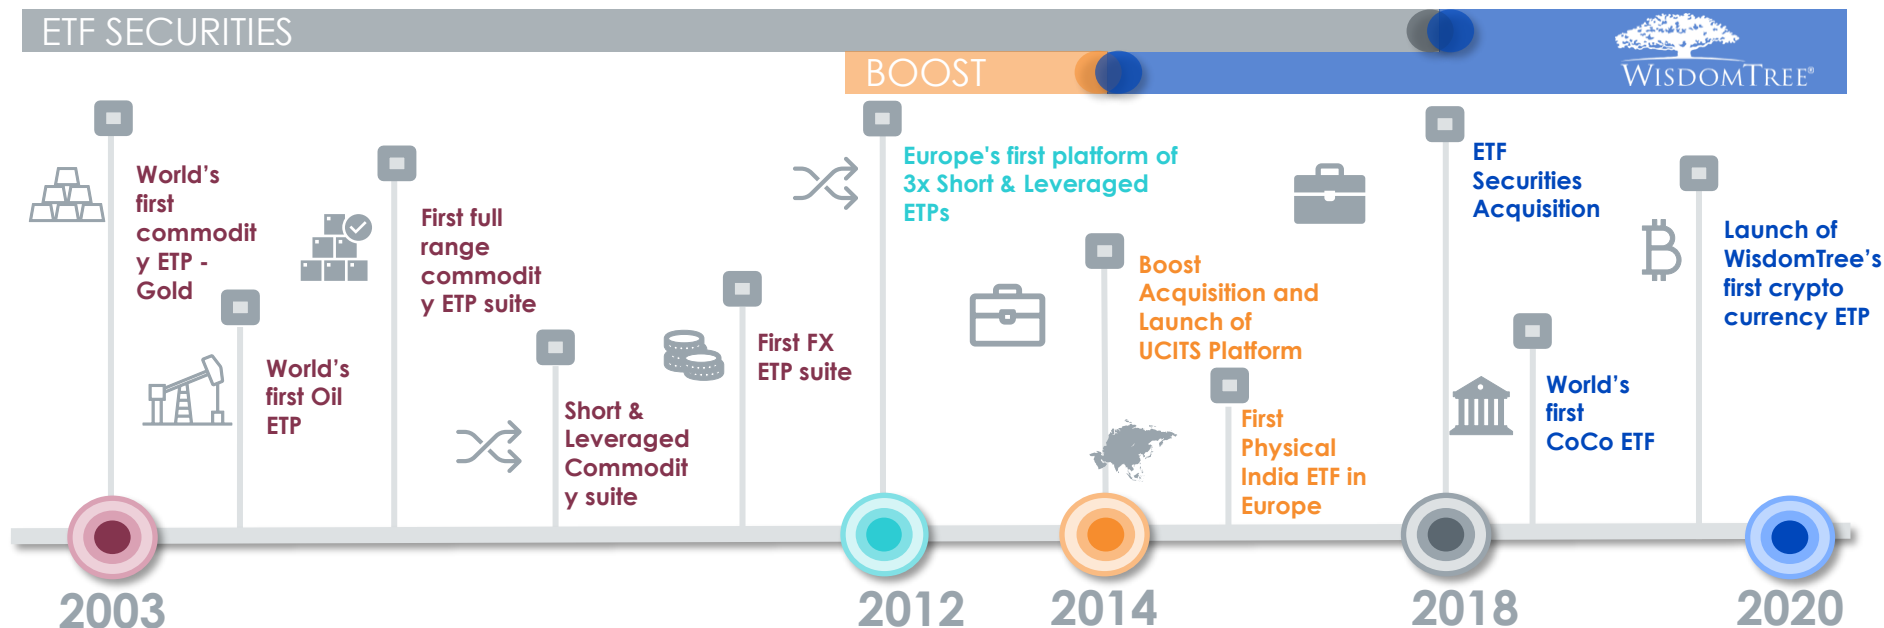 ETF SECURITIES
BOOST
WISDOMTREE®
World's
first
commodit
y ETP -
Gold
World's
first Oil
ETP
First full
range
commodit
y ETP suite
Short &
Leveraged
Commodit
y suite
First FX
ETP suite
Europe's first platform of
3x Short & Leveraged
ETPs
Boost
Acquisition and
Launch of
UCITS Platform
First
Physical
India ETF in
Europe
ETF
Securities
Acquisition
World's
first
CoCo ETF
Launch of
WisdomTree's
first crypto
currency ETP
2003
2012
2014
2018
2020